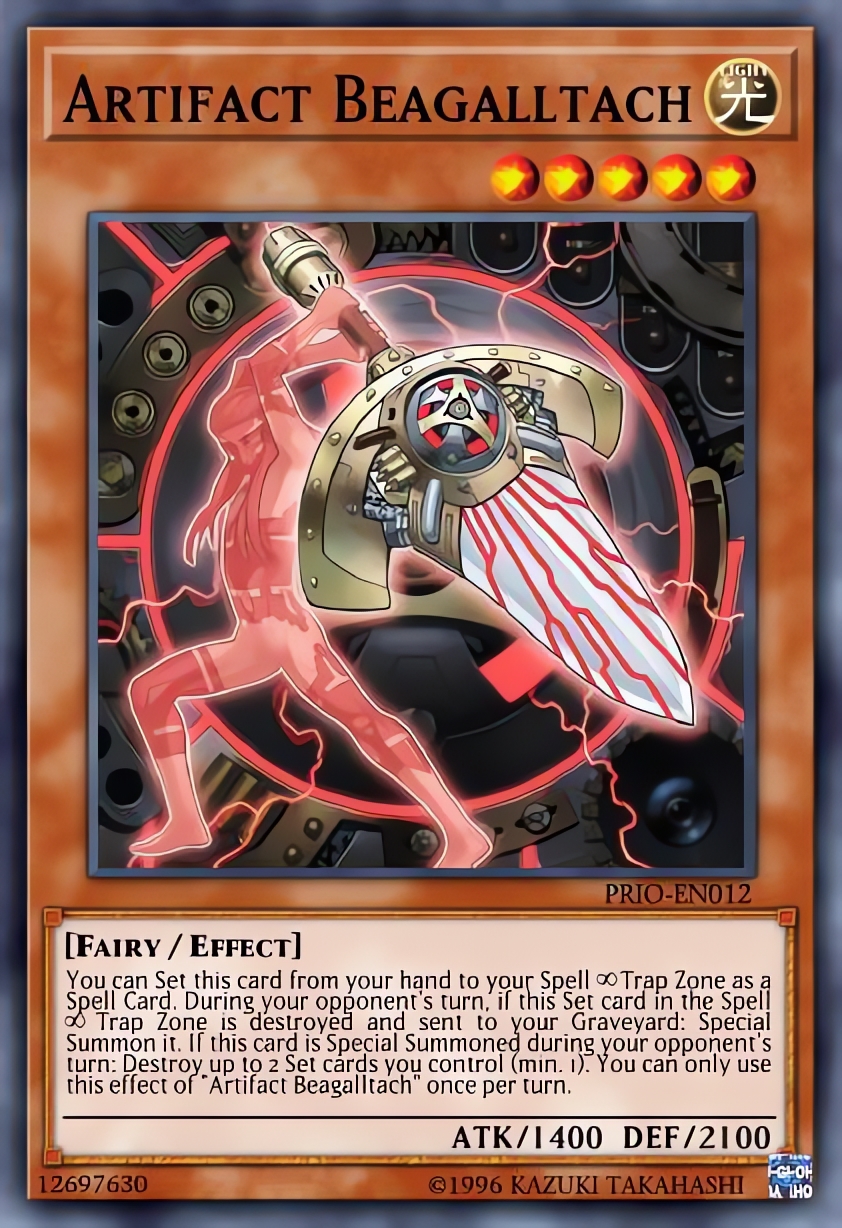 Artifact Beagalltach
光
PRIO-EN012
[Fairy / Effect]
You can Set this card from your hand to your Spell ∞ Trap Zone as a
Spell Card. During your opponent's turn, if this Set card in the Spell
∞ Trap Zone is destroyed and sent to your Graveyard: Special
Summon it. If this card is Special Summoned during your opponent's
turn: Destroy up to 2 Set cards you control (min. 1). You can only use
this effect of "Artifact Beagalltach" once per turn.
ATK/1400 DEF/2100
12697630 ©1996 KAZUKI TAKAHASHI